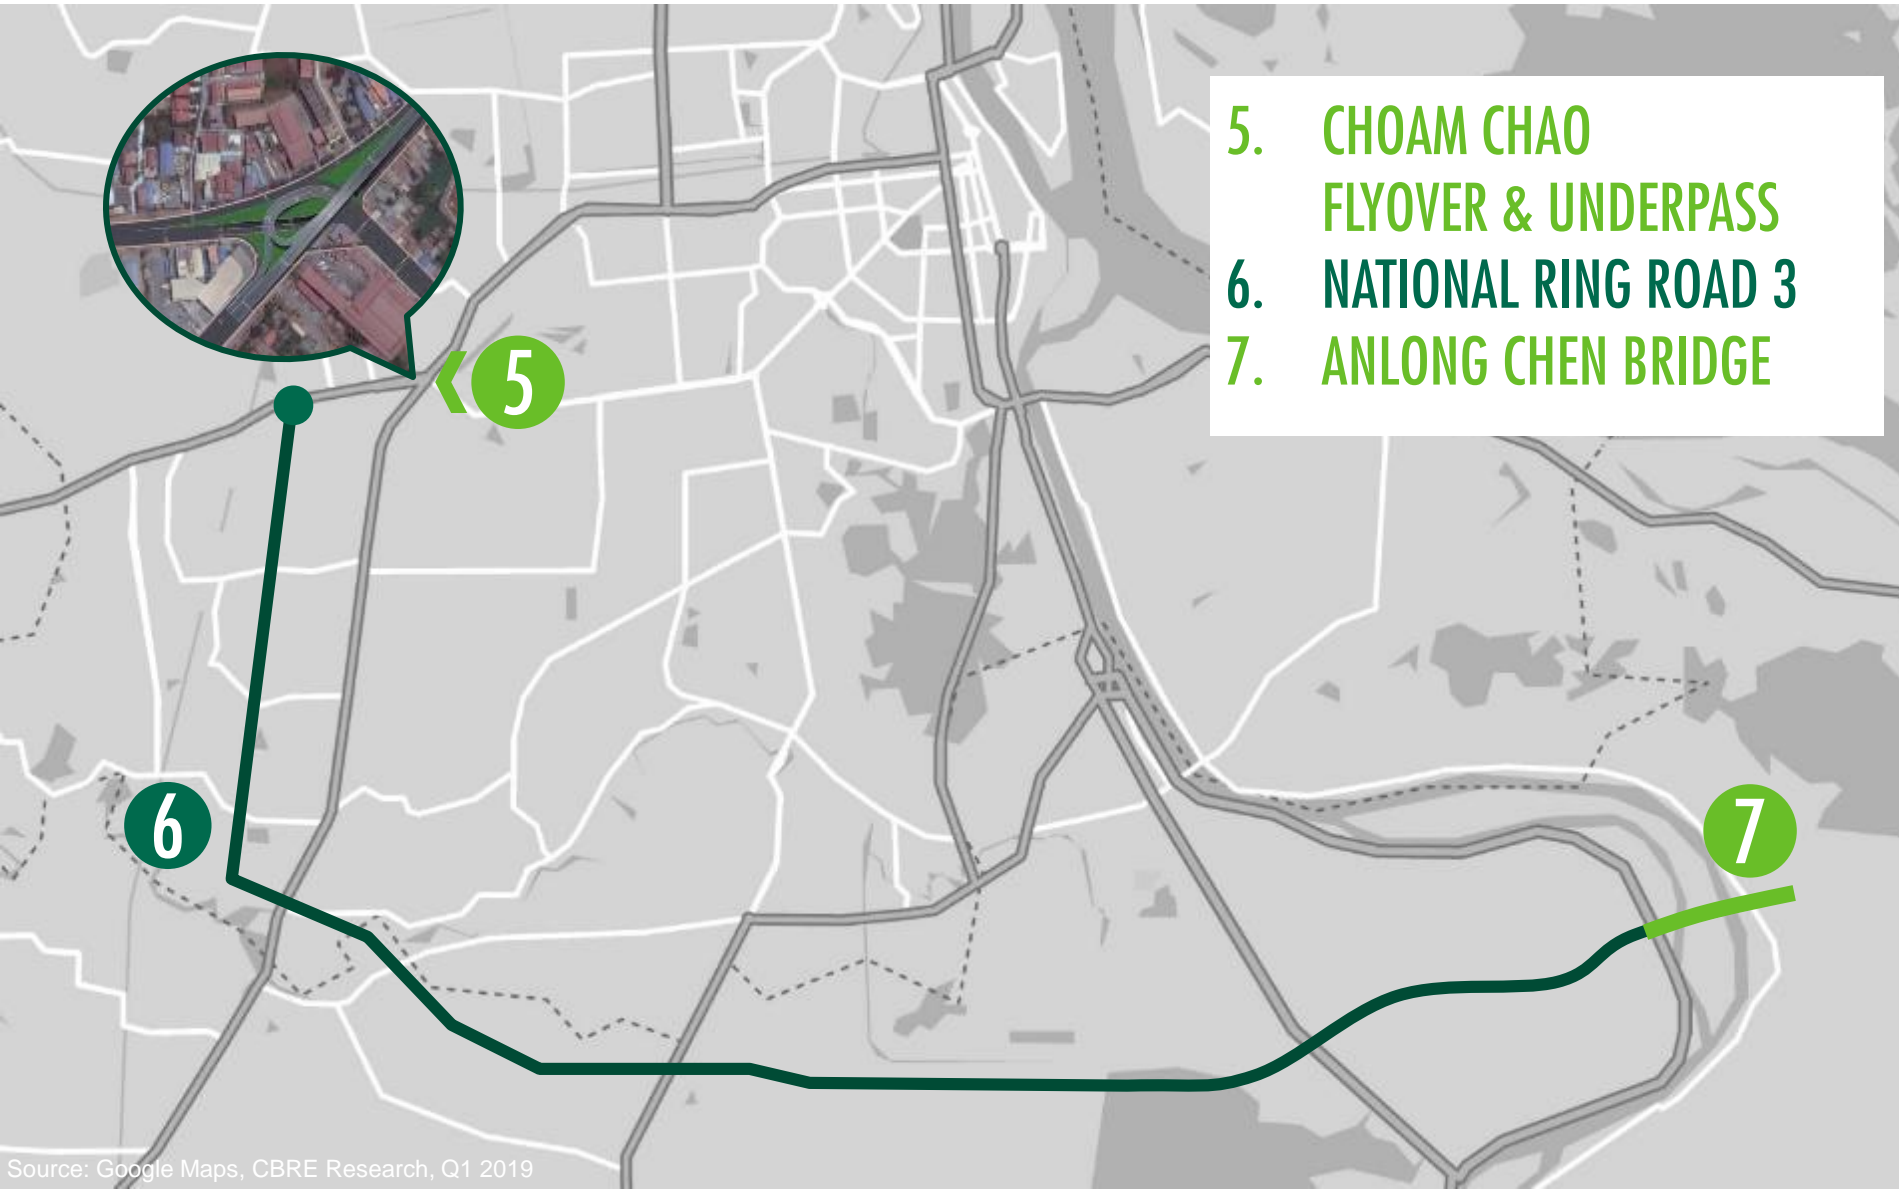 5. CHOAM CHAO
FLYOVER & UNDERPASS
6. NATIONAL RING ROAD 3
7. ANLONG CHEN BRIDGE
5
6
7
Source: Google Maps, CBRE Research, Q1 2019